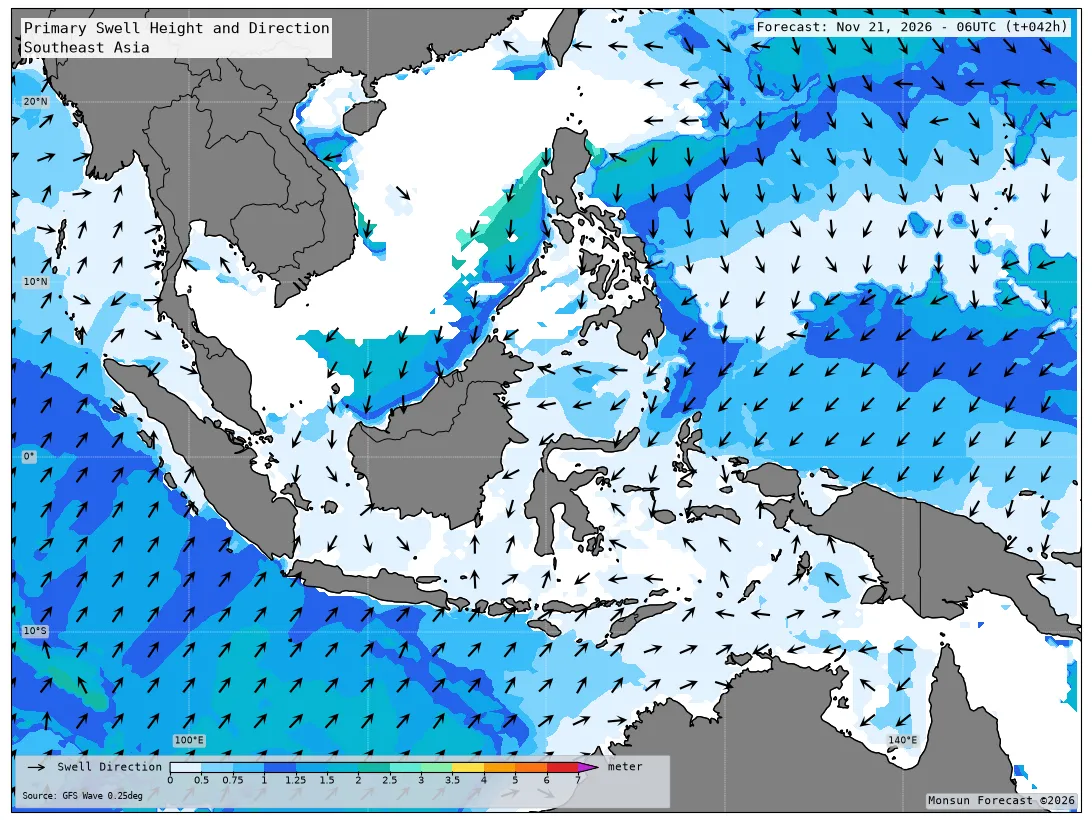 Primary Swell Height and Direction
Southeast Asia
Forecast: Nov 21, 2026 - 06UTC (t+042h)
20°N
10°N
0°
10°S
100°E
140°E
Swell Direction
0 0.5 0.75 1 1.25 1.5 2 2.5 3 3.5 4 5 6 7
meter
Source: GFS Wave 0.25deg
Monsun Forecast ©2026